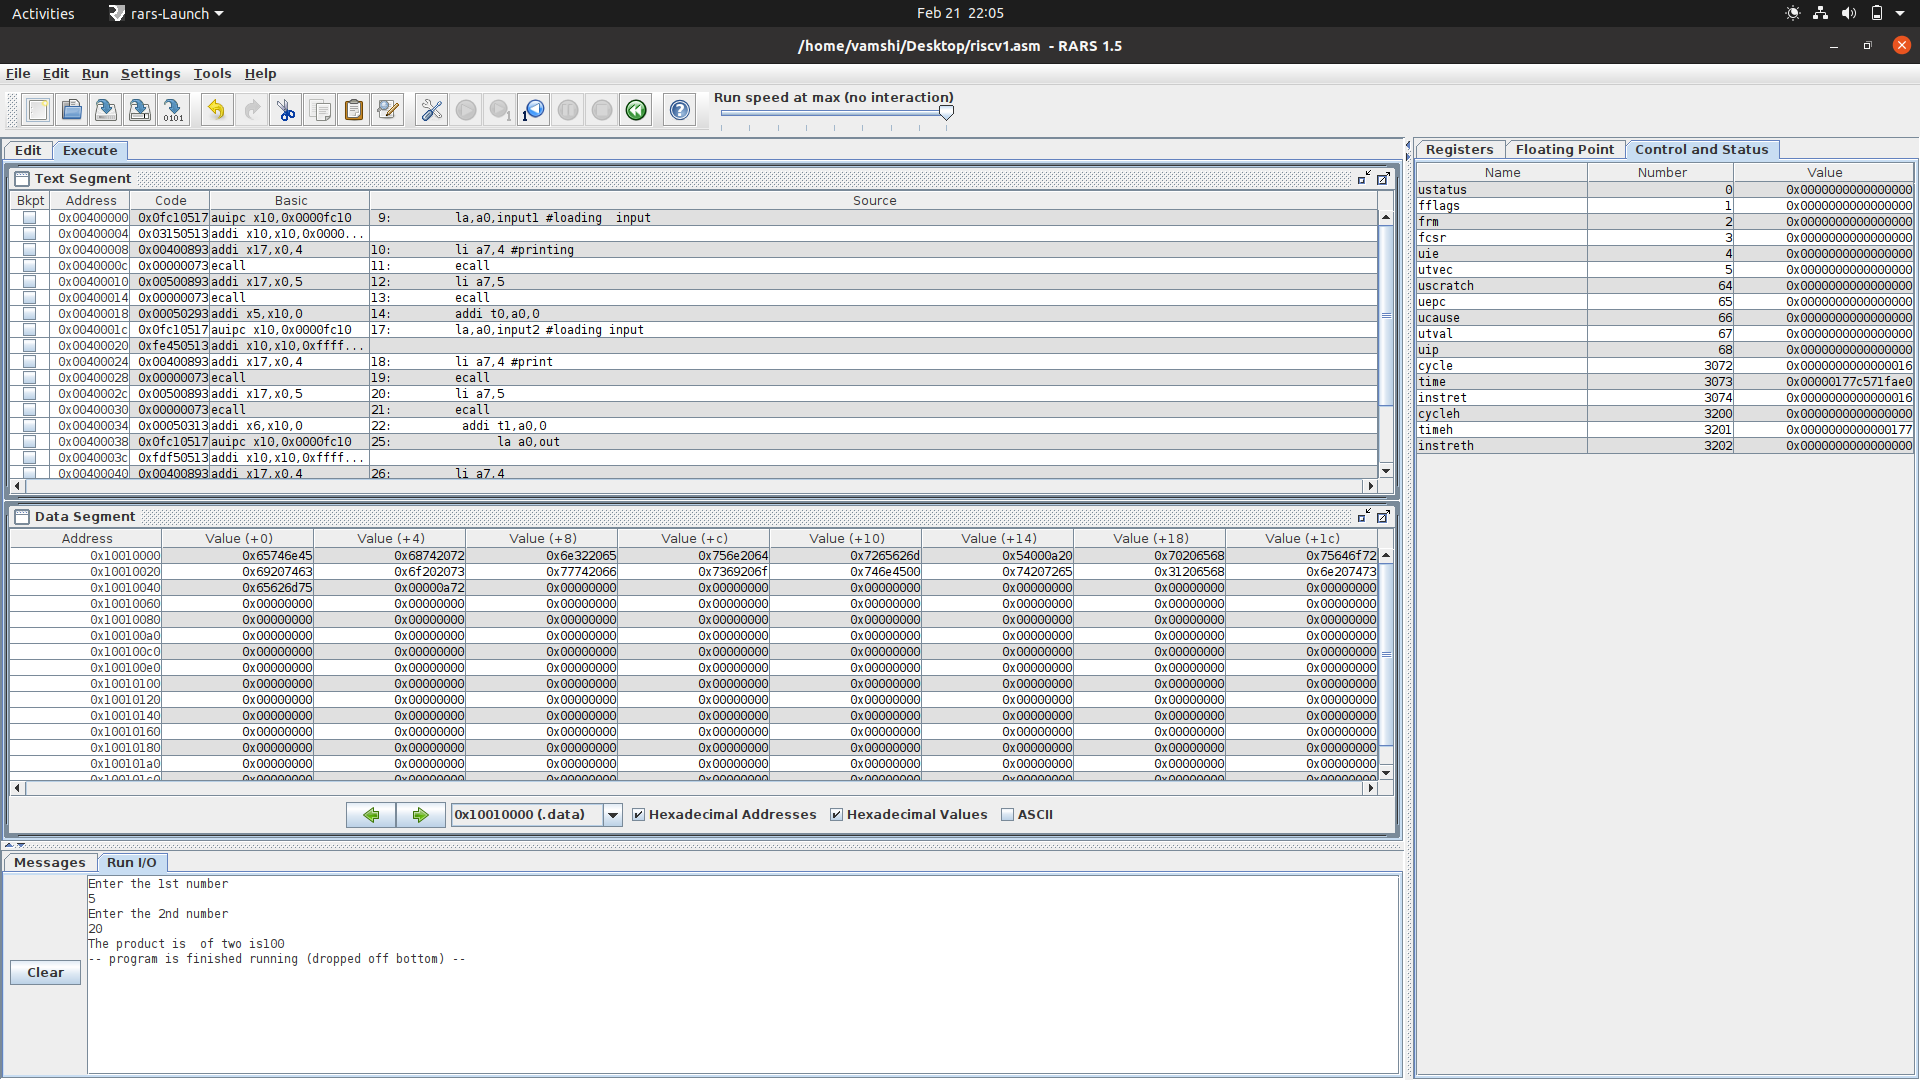 Activities rars-Launch Feb 21 22:05
/home/vamshi/Desktop/riscv1.asm - RARS 1.5
File Edit Run Settings Tools Help
Run speed at max (no interaction)
Edit Execute
Text Segment
Bkpt Address Code Basic Source
0x00400000 0x0fc10517 auipc x10,0x0000fc10 9: la,a0,input1 #loading input
0x00400004 0x03150513 addi x10,x10,0x0000...
0x00400008 0x00400893 addi x17,x0,4 10: li a7,4 #printing
0x0040000c 0x00000073 ecall 11: ecall
0x00400010 0x00500893 addi x17,x0,5 12: li a7,5
0x00400014 0x00000073 ecall 13: ecall
0x00400018 0x00050293 addi x5,x10,0 14: addi t0,a0,0
0x0040001c 0x0fc10517 auipc x10,0x0000fc10 17: la,a0,input2 #loading input
0x00400020 0xfe450513 addi x10,x10,0xffff...
0x00400024 0x00400893 addi x17,x0,4 18: li a7,4 #print
0x00400028 0x00000073 ecall 19: ecall
0x0040002c 0x00500893 addi x17,x0,5 20: li a7,5
0x00400030 0x00000073 ecall 21: ecall
0x00400034 0x00050313 addi x6,x10,0 22: addi t1,a0,0
0x00400038 0x0fc10517 auipc x10,0x0000fc10 25: la a0,out
0x0040003c 0xfdf50513 addi x10,x10,0xffff...
0x00400040 0x00400893 addi x17,x0,4 26: li a7,4
Data Segment
Address Value (+0) Value (+4) Value (+8) Value (+c) Value (+10) Value (+14) Value (+18) Value (+1c)
0x10010000 0x65746e45 0x68742072 0x6e322065 0x756e2064 0x7265626d 0x54000a20 0x70206568 0x75646f72
0x10010020 0x69207463 0x6f202073 0x77742066 0x7369206f 0x746e4500 0x74207265 0x31206568 0x6e207473
0x10010040 0x65626d75 0x00000a72 0x00000000 0x00000000 0x00000000 0x00000000 0x00000000 0x00000000
0x10010060 0x00000000 0x00000000 0x00000000 0x00000000 0x00000000 0x00000000 0x00000000 0x00000000
0x10010080 0x00000000 0x00000000 0x00000000 0x00000000 0x00000000 0x00000000 0x00000000 0x00000000
0x100100a0 0x00000000 0x00000000 0x00000000 0x00000000 0x00000000 0x00000000 0x00000000 0x00000000
0x100100c0 0x00000000 0x00000000 0x00000000 0x00000000 0x00000000 0x00000000 0x00000000 0x00000000
0x100100e0 0x00000000 0x00000000 0x00000000 0x00000000 0x00000000 0x00000000 0x00000000 0x00000000
0x10010100 0x00000000 0x00000000 0x00000000 0x00000000 0x00000000 0x00000000 0x00000000 0x00000000
0x10010120 0x00000000 0x00000000 0x00000000 0x00000000 0x00000000 0x00000000 0x00000000 0x00000000
0x10010140 0x00000000 0x00000000 0x00000000 0x00000000 0x00000000 0x00000000 0x00000000 0x00000000
0x10010160 0x00000000 0x00000000 0x00000000 0x00000000 0x00000000 0x00000000 0x00000000 0x00000000
0x10010180 0x00000000 0x00000000 0x00000000 0x00000000 0x00000000 0x00000000 0x00000000 0x00000000
0x100101a0 0x00000000 0x00000000 0x00000000 0x00000000 0x00000000 0x00000000 0x00000000 0x00000000
0x100101c0 0x00000000 0x00000000 0x00000000 0x00000000 0x00000000 0x00000000 0x00000000 0x00000000
0x10010000 (.data) Hexadecimal Addresses Hexadecimal Values ASCII
Messages Run I/O
Clear
Enter the 1st number
5
Enter the 2nd number
20
The product is  of two is100
-- program is finished running (dropped off bottom) --
Registers Floating Point Control and Status
Name Number Value
ustatus 0 0x0000000000000000
fflags 1 0x0000000000000000
frm 2 0x0000000000000000
fcsr 3 0x0000000000000000
uie 4 0x0000000000000000
utvec 5 0x0000000000000000
uscratch 64 0x0000000000000000
uepc 65 0x0000000000000000
ucause 66 0x0000000000000000
utval 67 0x0000000000000000
uip 68 0x0000000000000000
cycle 3072 0x0000000000000016
time 3073 0x00000177c571fae0
instret 3074 0x0000000000000016
cycleh 3200 0x0000000000000000
timeh 3201 0x0000000000000177
instreth 3202 0x0000000000000000